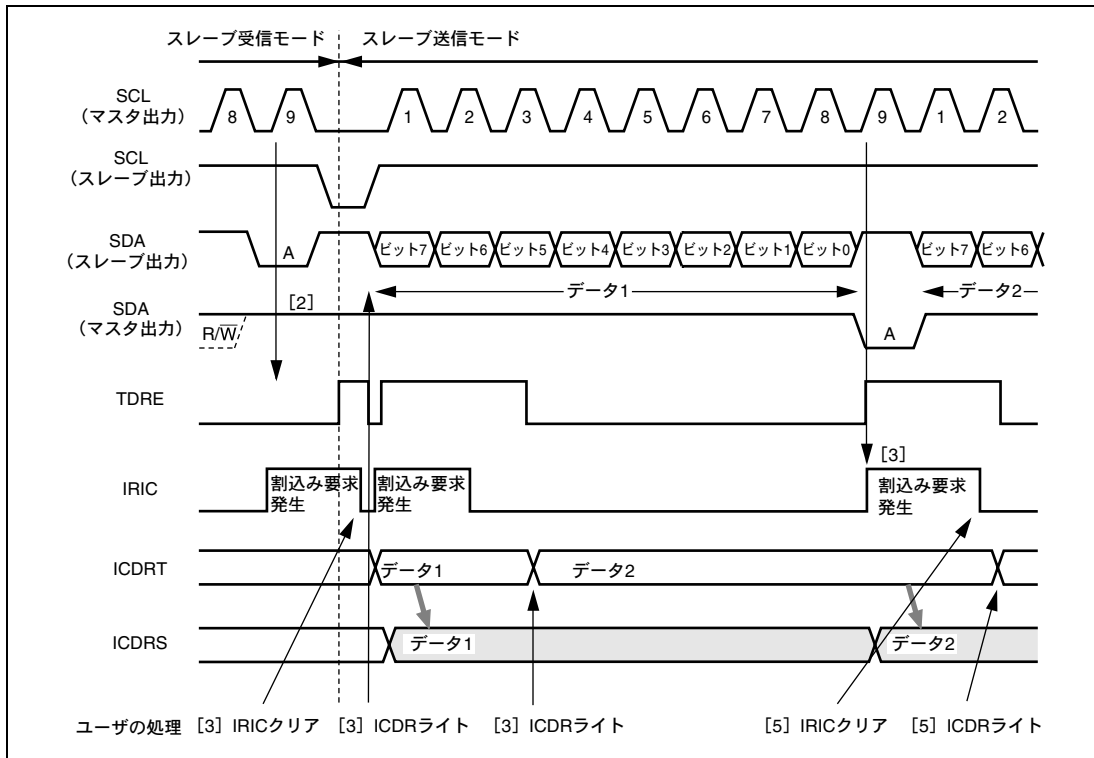 スレーブ受信モード スレーブ送信モード
SCL
（マスタ出力）
8 9 1 2 3 4 5 6 7 8 9 1 2
SCL
（スレーブ出力）
SDA
（スレーブ出力）
A ビット7 ビット6 ビット5 ビット4 ビット3 ビット2 ビット1 ビット0 ビット7 ビット6
データ1 データ2
SDA
（マスタ出力）
R/W̅ [2] A
TDRE
[3]
IRIC
割込み要求
発生
割込み要求
発生
割込み要求
発生
ICDRT
データ1 データ2
ICDRS
データ1 データ2
ユーザの処理 [3] IRICクリア [3] ICDRライト [3] ICDRライト [5] IRICクリア [5] ICDRライト